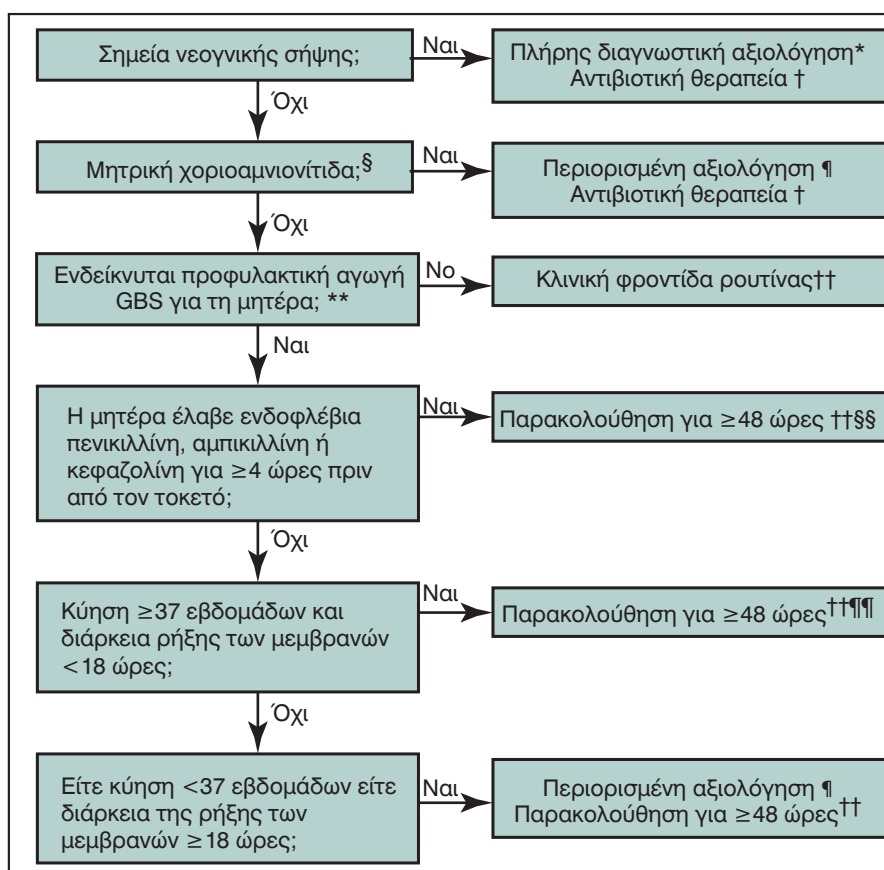 Σημεία νεογνικής σήψης;
Ναι
Πλήρης διαγνωστική αξιολόγηση*
Αντιβιοτική θεραπεία †
Όχι
Μητρική χοριοαμνιονίτιδα;§
Ναι
Περιορισμένη αξιολόγηση ¶
Αντιβιοτική θεραπεία †
Όχι
Ενδείκνυται προφυλακτική αγωγή
GBS για τη μητέρα; **
No
Κλινική φροντίδα ρουτίνας††
Ναι
Η μητέρα έλαβε ενδοφλέβια
πενικιλλίνη, αμπικιλλίνη ή
κεφαζολίνη για ≥4 ώρες πριν
από τον τοκετό;
Ναι
Παρακολούθηση για ≥48 ώρες ††§§
Όχι
Κύηση ≥37 εβδομάδων και
διάρκεια ρήξης των μεμβρανών
<18 ώρες;
Ναι
Παρακολούθηση για ≥48 ώρες††¶¶
Όχι
Είτε κύηση <37 εβδομάδων είτε
διάρκεια της ρήξης των
μεμβρανών ≥18 ώρες;
Ναι
Περιορισμένη αξιολόγηση ¶
Παρακολούθηση για ≥48 ώρες††